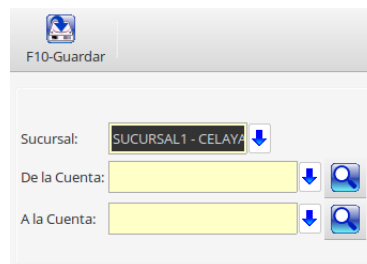 F10-Guardar
Sucursal: SUCURSAL1 - CELAYA
De la Cuenta:
A la Cuenta: